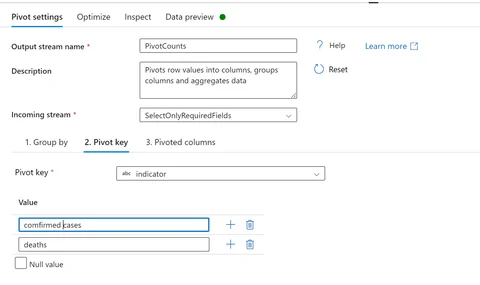 Pivot settings Optimize Inspect Data preview
Output stream name * PivotCounts ? Help Learn more
Description Pivots row values into columns, groups
columns and aggregates data
Reset
Incoming stream * SelectOnlyRequiredFields
1. Group by 2. Pivot key 3. Pivoted columns
Pivot key * abc indicator
Value
comfirmed cases
deaths
Null value